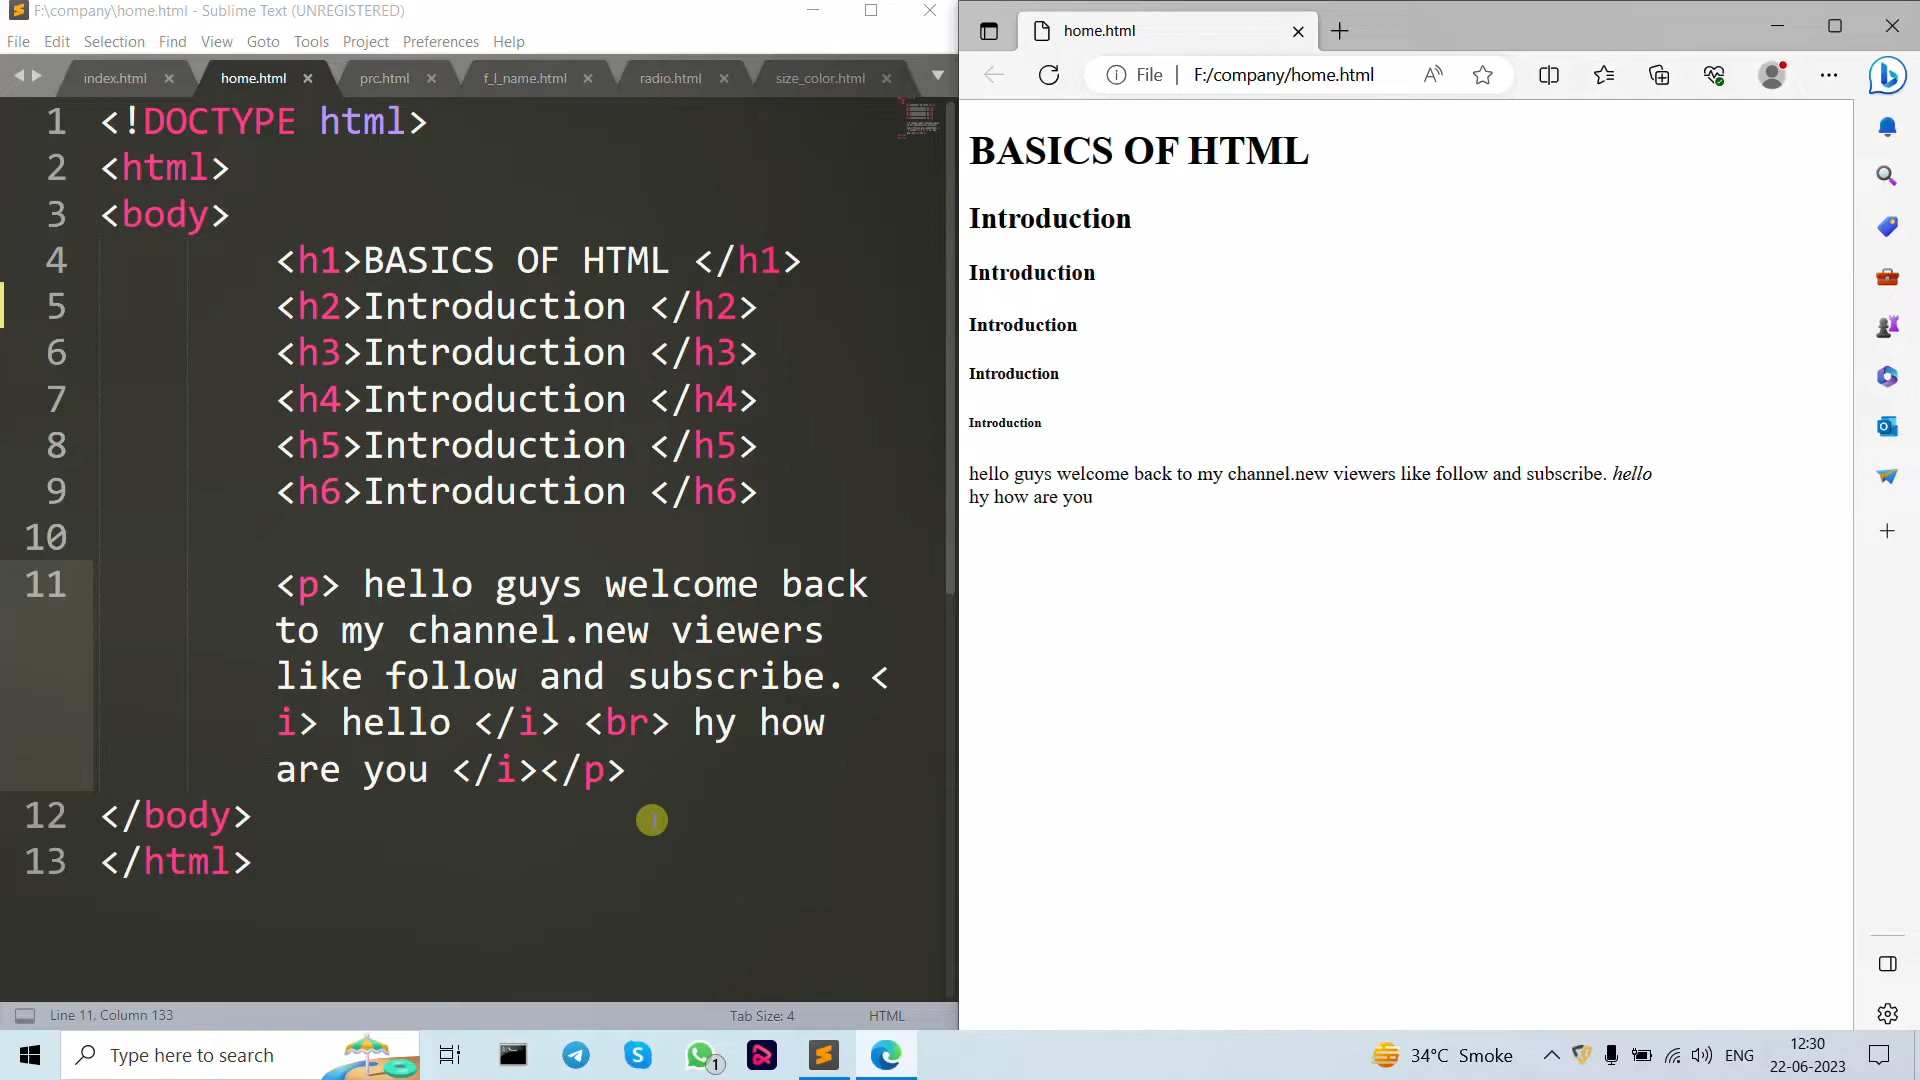 F:\company\home.html - Sublime Text (UNREGISTERED)
File Edit Selection Find View Goto Tools Project Preferences Help
index.html home.html prc.html f_l_name.html radio.html size_color.html
1 <!DOCTYPE html>
2 <html>
3 <body>
4 <h1>BASICS OF HTML </h1>
5 <h2>Introduction </h2>
6 <h3>Introduction </h3>
7 <h4>Introduction </h4>
8 <h5>Introduction </h5>
9 <h6>Introduction </h6>
10
11 <p> hello guys welcome back
to my channel.new viewers
like follow and subscribe. <
i> hello </i> <br> hy how
are you </i></p>
12 </body>
13 </html>
Line 11, Column 133 Tab Size: 4 HTML
home.html
File F:/company/home.html
BASICS OF HTML
Introduction
Introduction
Introduction
Introduction
Introduction
hello guys welcome back to my channel.new viewers like follow and subscribe. hello
hy how are you
Type here to search
1
34°C Smoke
ENG
12:30
22-06-2023